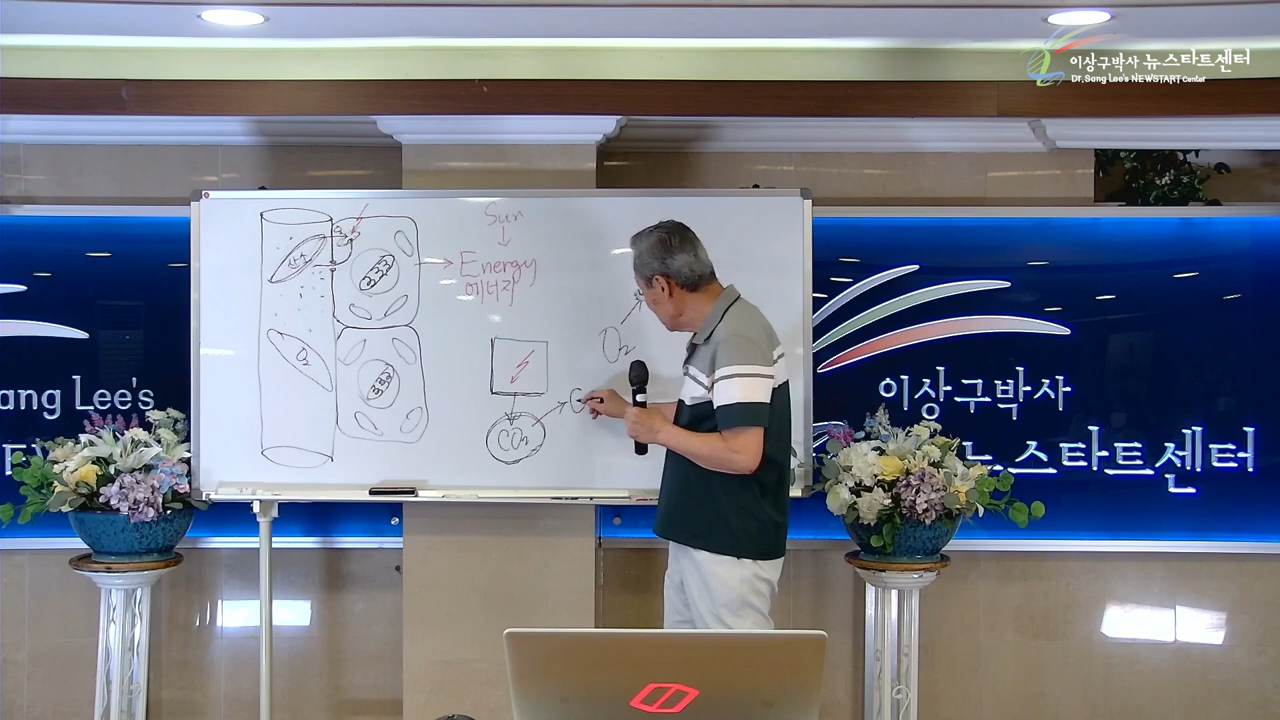 이상구박사 뉴스타트센터
Dr. Sang Lee's NEWSTART Center
Sun
Energy
에너지
O₂
O₂
CO₂
C
ang Lee's
이상구박사
뉴스타트센터